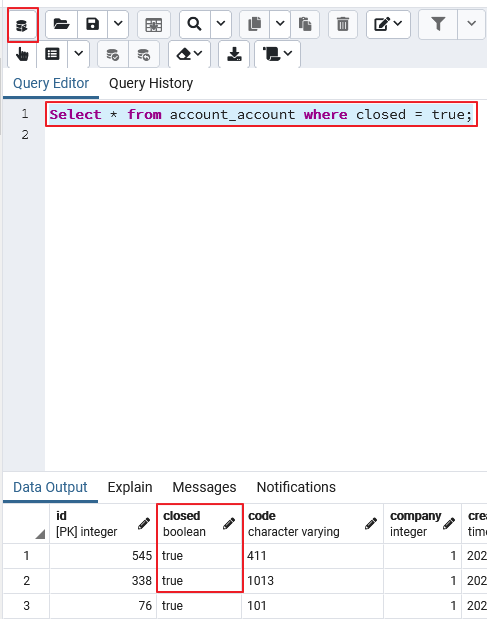 Query Editor Query History
1 Select * from account_account where closed = true;
2
Data Output Explain Messages Notifications
id closed code company crea
[PK] integer boolean character varying integer time
1 545 true 411 1 202
2 338 true 1013 1 202
3 76 true 101 1 202